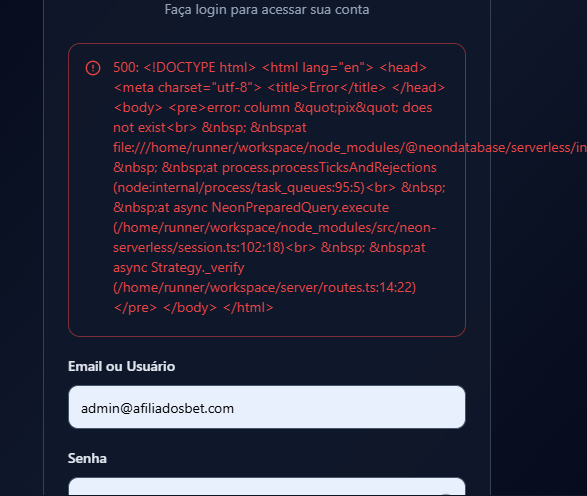 Faça login para acessar sua conta
500: <!DOCTYPE html> <html lang="en"> <head>
<meta charset="utf-8"> <title>Error</title> </head>
<body> <pre>error: column &quot;pix&quot; does
not exist<br> &nbsp; &nbsp;at
file:///home/runner/workspace/node_modules/@neondatabase/serverless/in
&nbsp; &nbsp;at process.processTicksAndRejections
(node:internal/process/task_queues:95:5)<br> &nbsp;
&nbsp;at async NeonPreparedQuery.execute
(/home/runner/workspace/node_modules/src/neon-
serverless/session.ts:102:18)<br> &nbsp; &nbsp;at
async Strategy._verify
(/home/runner/workspace/server/routes.ts:14:22)
</pre> </body> </html>
Email ou Usuário
admin@afiliadosbet.com
Senha